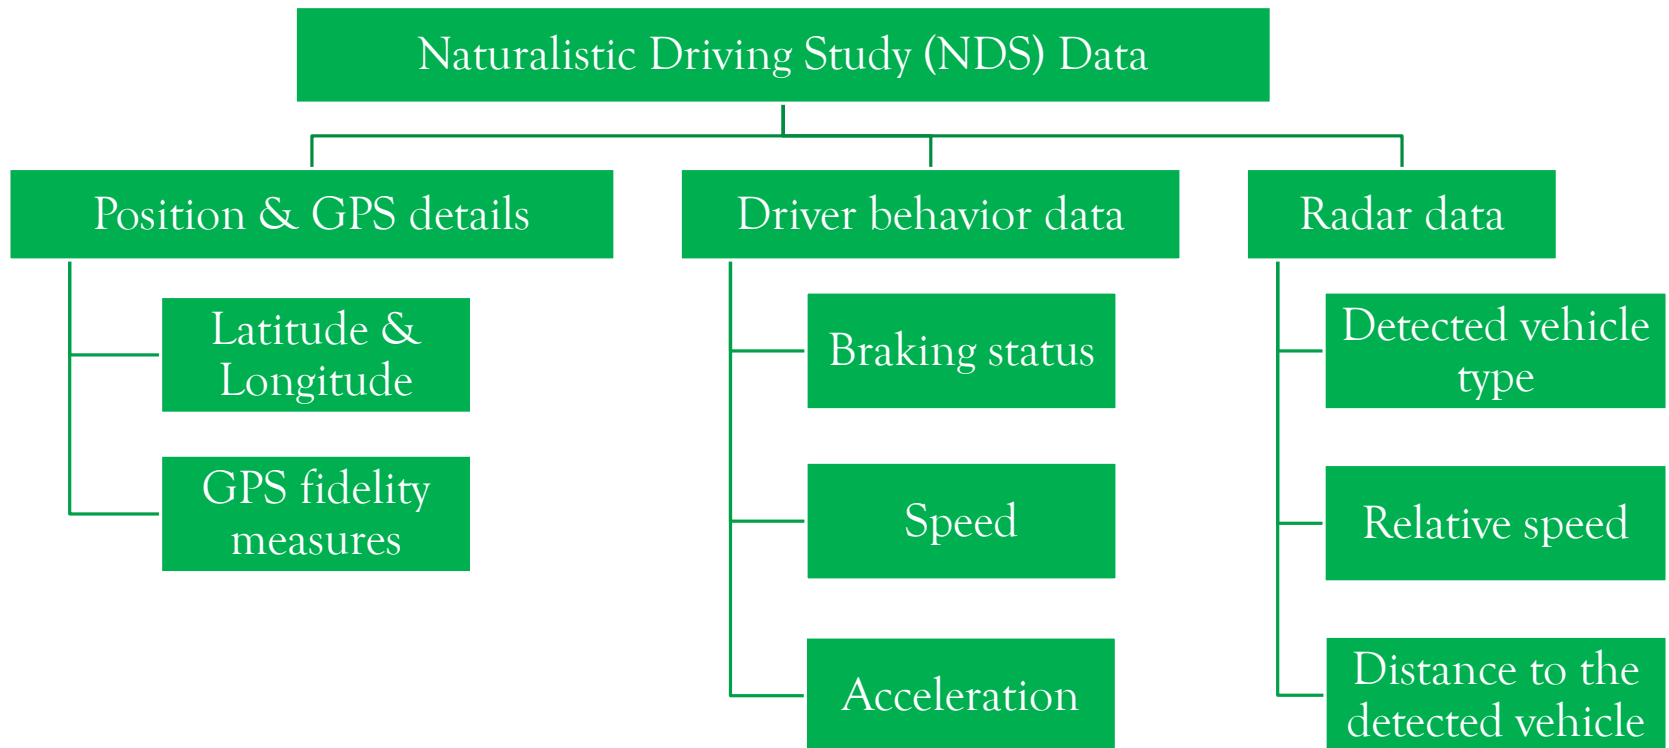 Naturalistic Driving Study (NDS) Data
Position & GPS details
Latitude &
Longitude
GPS fidelity
measures
Driver behavior data
Braking status
Speed
Acceleration
Radar data
Detected vehicle
type
Relative speed
Distance to the
detected vehicle